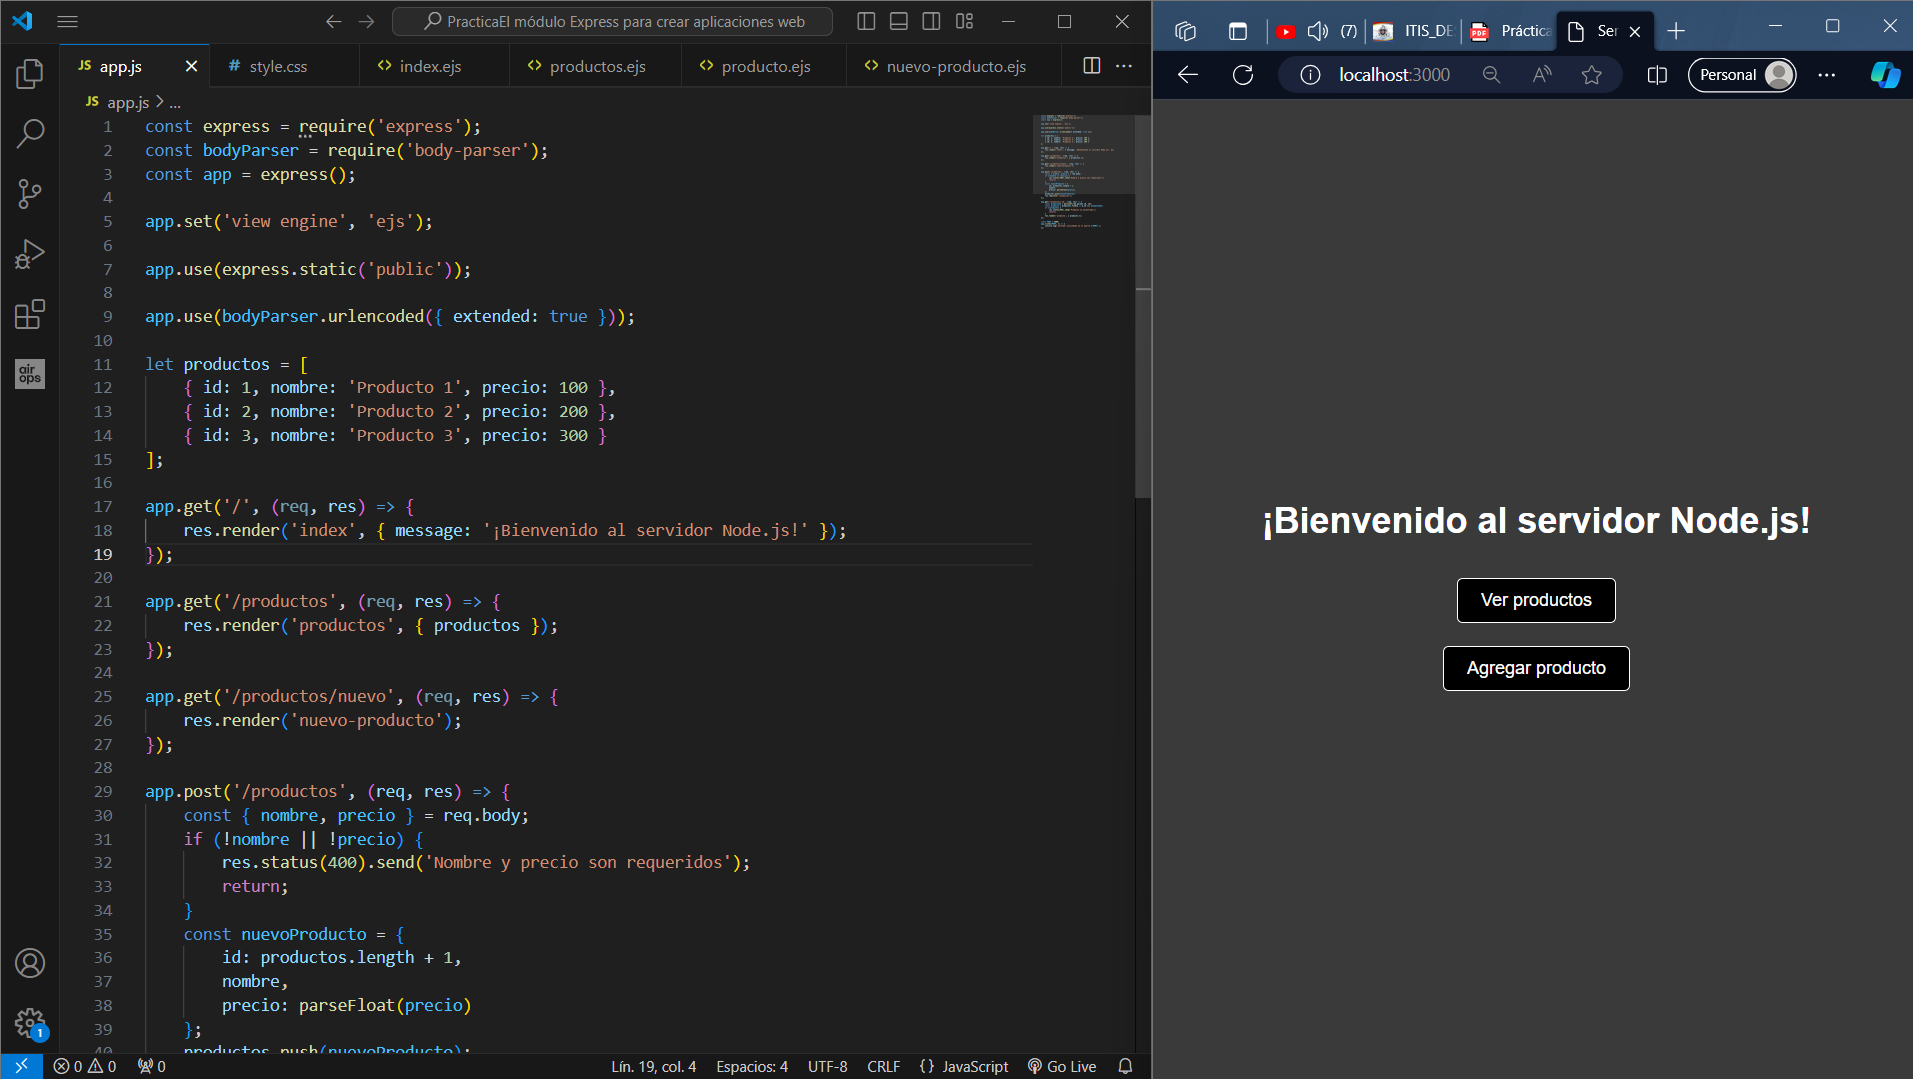 PracticaEl módulo Express para crear aplicaciones web
JS app.js
# style.css
<> index.ejs
<> productos.ejs
<> producto.ejs
<> nuevo-producto.ejs
JS app.js > ...
1 const express = require('express');
2 const bodyParser = require('body-parser');
3 const app = express();
4
5 app.set('view engine', 'ejs');
6
7 app.use(express.static('public'));
8
9 app.use(bodyParser.urlencoded({ extended: true }));
10
11 let productos = [
12     { id: 1, nombre: 'Producto 1', precio: 100 },
13     { id: 2, nombre: 'Producto 2', precio: 200 },
14     { id: 3, nombre: 'Producto 3', precio: 300 }
15 ];
16
17 app.get('/', (req, res) => {
18     res.render('index', { message: '¡Bienvenido al servidor Node.js!' });
19 });
20
21 app.get('/productos', (req, res) => {
22     res.render('productos', { productos });
23 });
24
25 app.get('/productos/nuevo', (req, res) => {
26     res.render('nuevo-producto');
27 });
28
29 app.post('/productos', (req, res) => {
30     const { nombre, precio } = req.body;
31     if (!nombre || !precio) {
32         res.status(400).send('Nombre y precio son requeridos');
33         return;
34     }
35     const nuevoProducto = {
36         id: productos.length + 1,
37         nombre,
38         precio: parseFloat(precio)
39     };
40     productos.push(nuevoProducto);
air ops
1
0 0 0
Lín. 19, col. 4
Espacios: 4
UTF-8
CRLF
{} JavaScript
Go Live
(7)
ITIS_DE
PDF Práctica
Ser
localhost:3000
Personal
¡Bienvenido al servidor Node.js!
Ver productos
Agregar producto